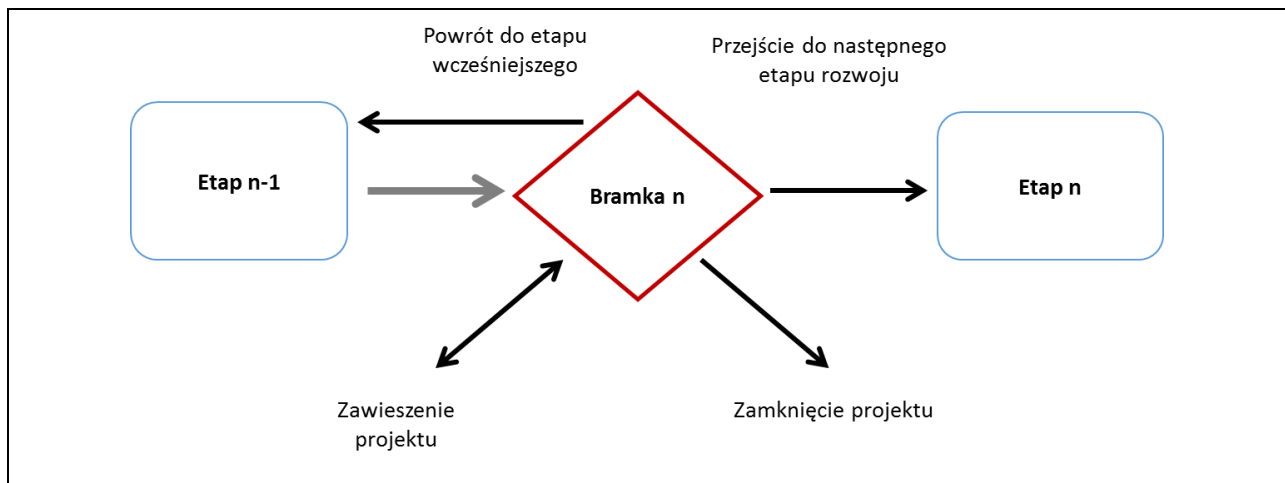 Powrót do etapu
wcześniejszego
Przejście do następnego
etapu rozwoju
Etap n-1
Bramka n
Etap n
Zawieszenie
projektu
Zamknięcie projektu